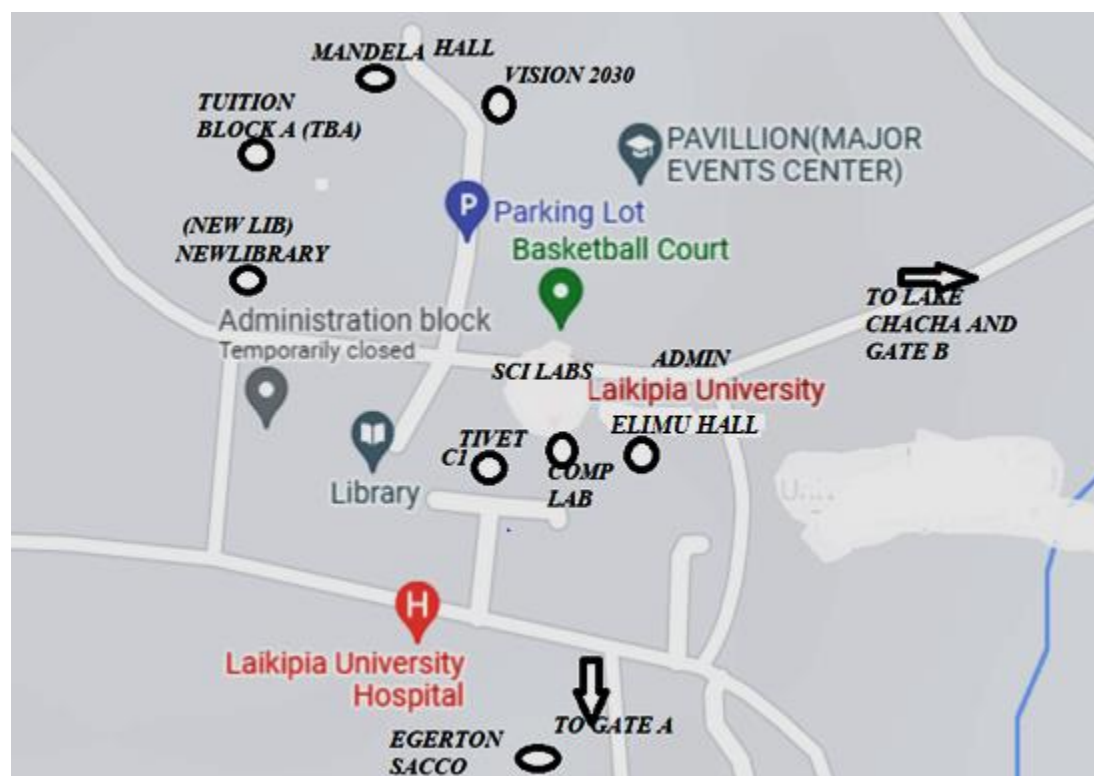 MANDELA HALL
VISION 2030
TUITION
BLOCK A (TBA)
PAVILLION(MAJOR
EVENTS CENTER)
P
Parking Lot
(NEW LIB)
NEWLIBRARY
Basketball Court
TO LAKE
CHACHA AND
GATE B
Administration block
Temporarily closed
SCI LABS
ADMIN
Laikipia University
ELIMU HALL
TIVET
C1
COMP
LAB
Library
H
Laikipia University
Hospital
TO GATE A
EGERTON
SACCO